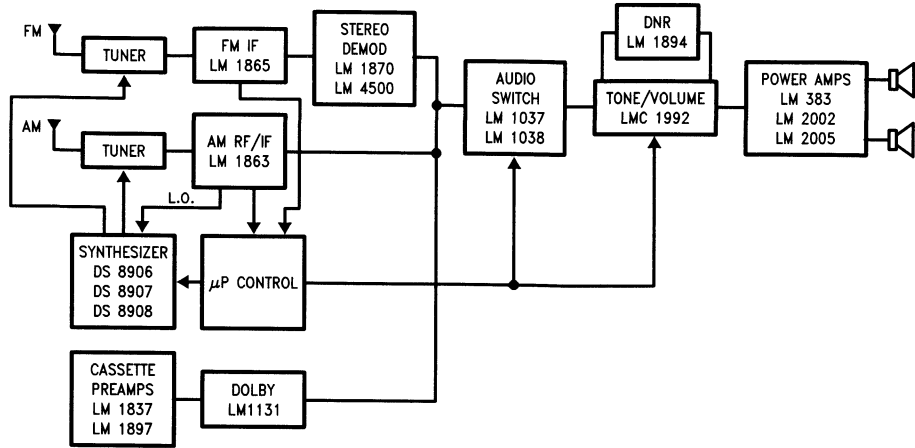 FM
TUNER
FM IF
LM 1865
STEREO
DEMOD
LM 1870
LM 4500
DNR
LM 1894
AUDIO
SWITCH
LM 1037
LM 1038
TONE/VOLUME
LMC 1992
POWER AMPS
LM 383
LM 2002
LM 2005
AM
TUNER
AM RF/IF
LM 1863
L.O.
SYNTHESIZER
DS 8906
DS 8907
DS 8908
μP CONTROL
CASSETTE
PREAMPS
LM 1837
LM 1897
DOLBY
LM1131